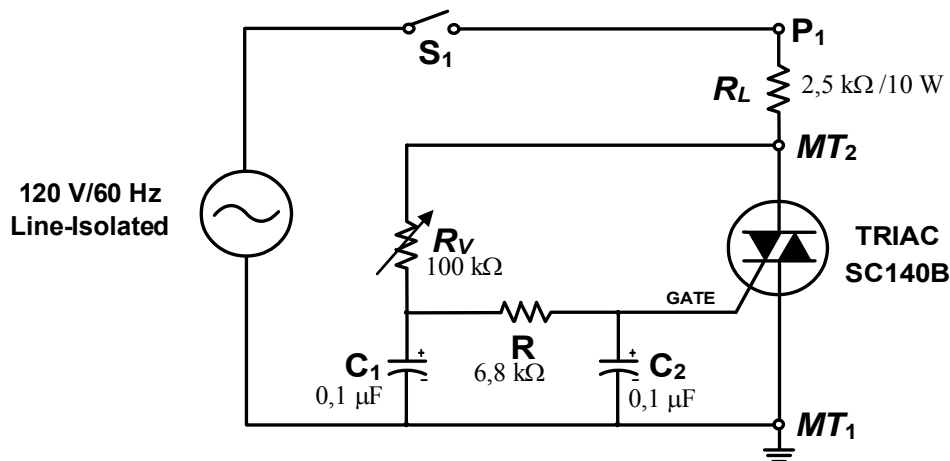 S1
P1
RL
2,5 kΩ /10 W
MT2
120 V/60 Hz
Line-Isolated
RV
100 kΩ
TRIAC
SC140B
GATE
C1
+
-
0,1 µF
R
6,8 kΩ
C2
+
-
0,1 µF
MT1